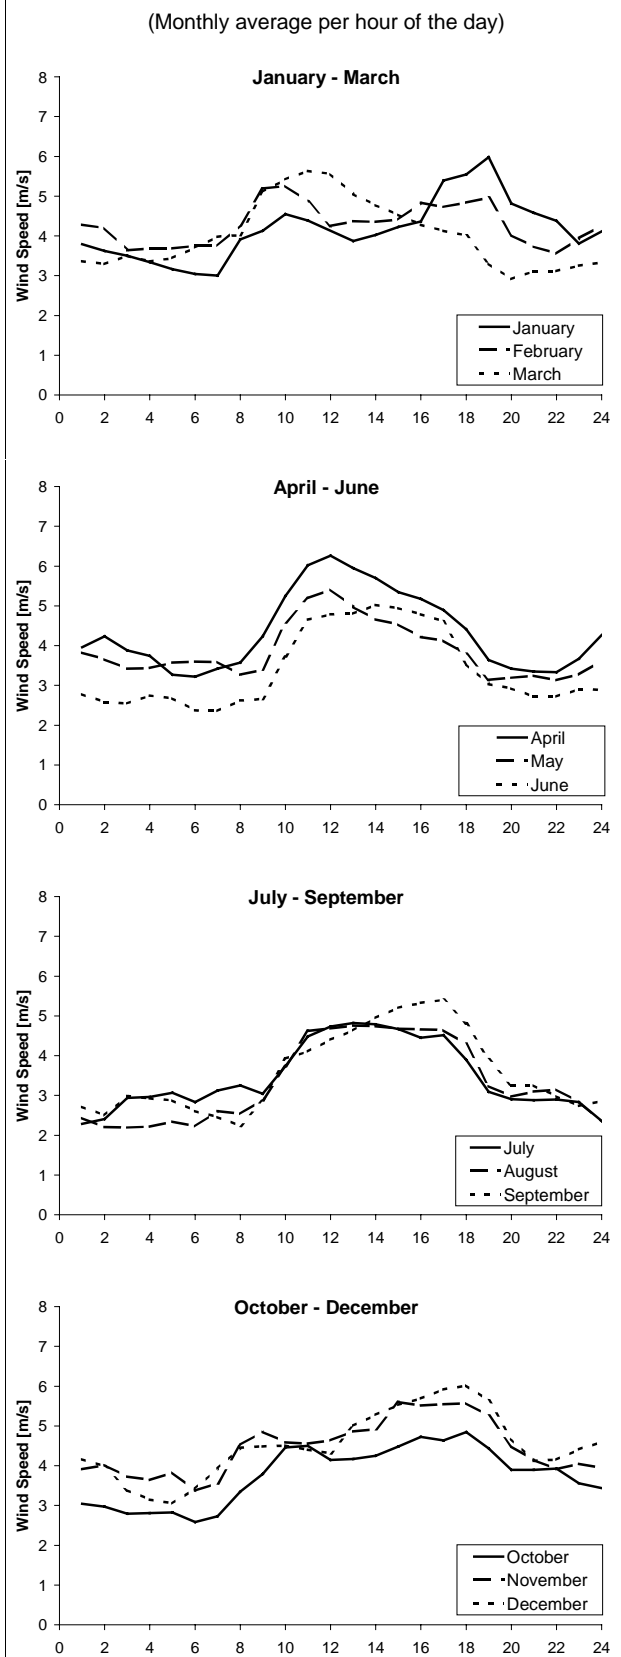 (Monthly average per hour of the day)
January - March
8
7
6
5
4
3
2
1
0
Wind Speed [m/s]
January
February
March
0 2 4 6 8 10 12 14 16 18 20 22 24
April - June
8
7
6
5
4
3
2
1
0
Wind Speed [m/s]
April
May
June
0 2 4 6 8 10 12 14 16 18 20 22 24
July - September
8
7
6
5
4
3
2
1
0
Wind Speed [m/s]
July
August
September
0 2 4 6 8 10 12 14 16 18 20 22 24
October - December
8
7
6
5
4
3
2
1
0
Wind Speed [m/s]
October
November
December
0 2 4 6 8 10 12 14 16 18 20 22 24